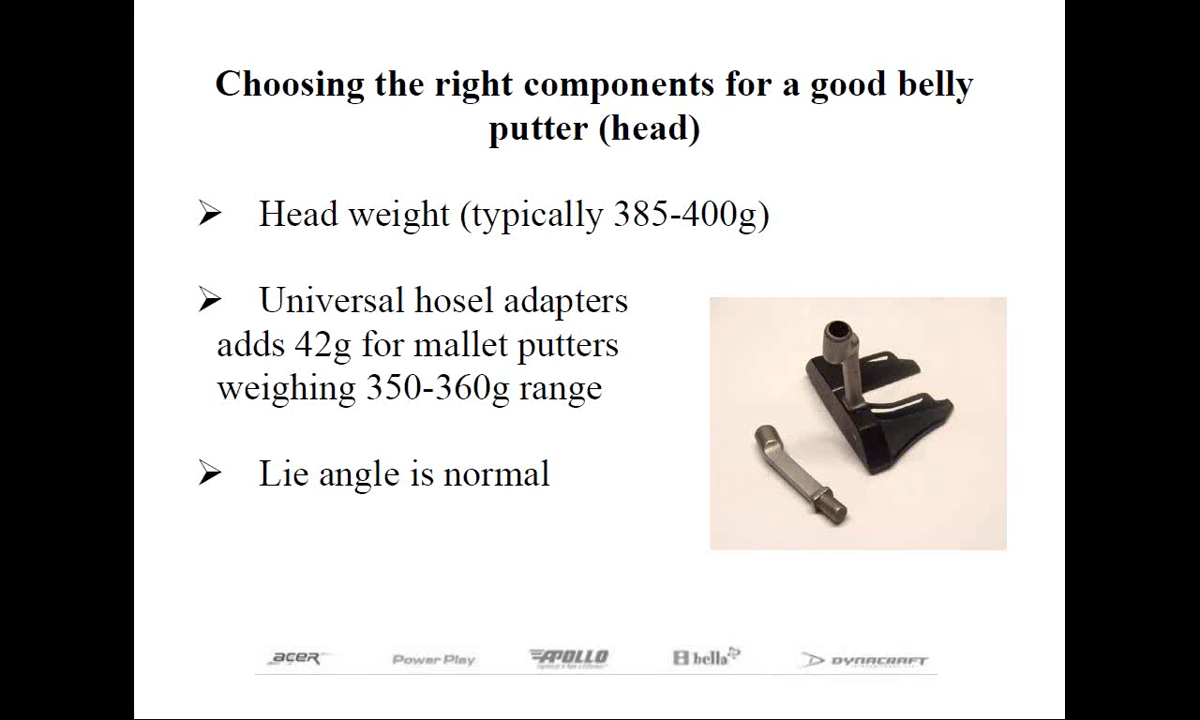 Choosing the right components for a good belly
putter (head)
➢ Head weight (typically 385-400g)
➢ Universal hosel adapters
adds 42g for mallet putters
weighing 350-360g range
➢ Lie angle is normal
acer Power Play APOLLO bella DYNACRAFT